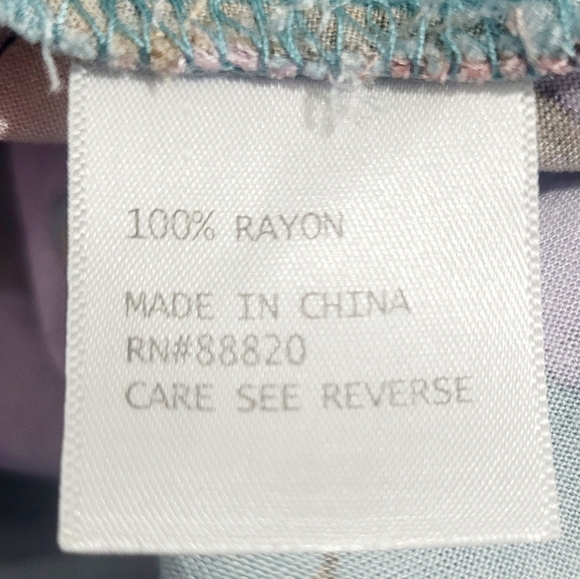 100% RAYON
MADE IN CHINA
RN#88820
CARE SEE REVERSE